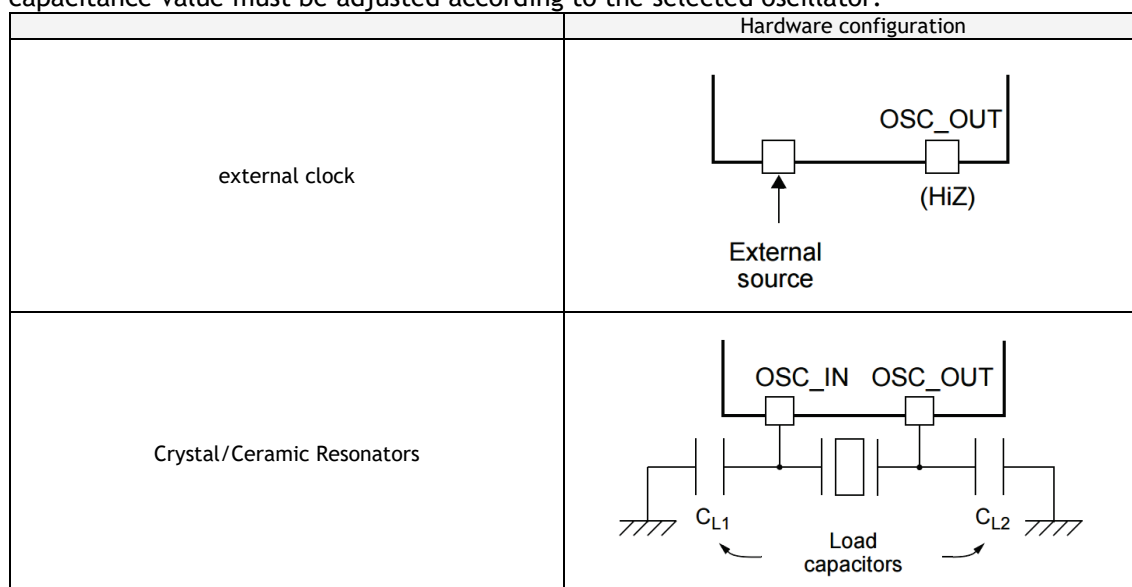 capacitance value must be adjusted according to the selected oscillator.
Hardware configuration
external clock
OSC_OUT
(HiZ)
External
source
Crystal/Ceramic Resonators
OSC_IN OSC_OUT
CL1
CL2
Load
capacitors